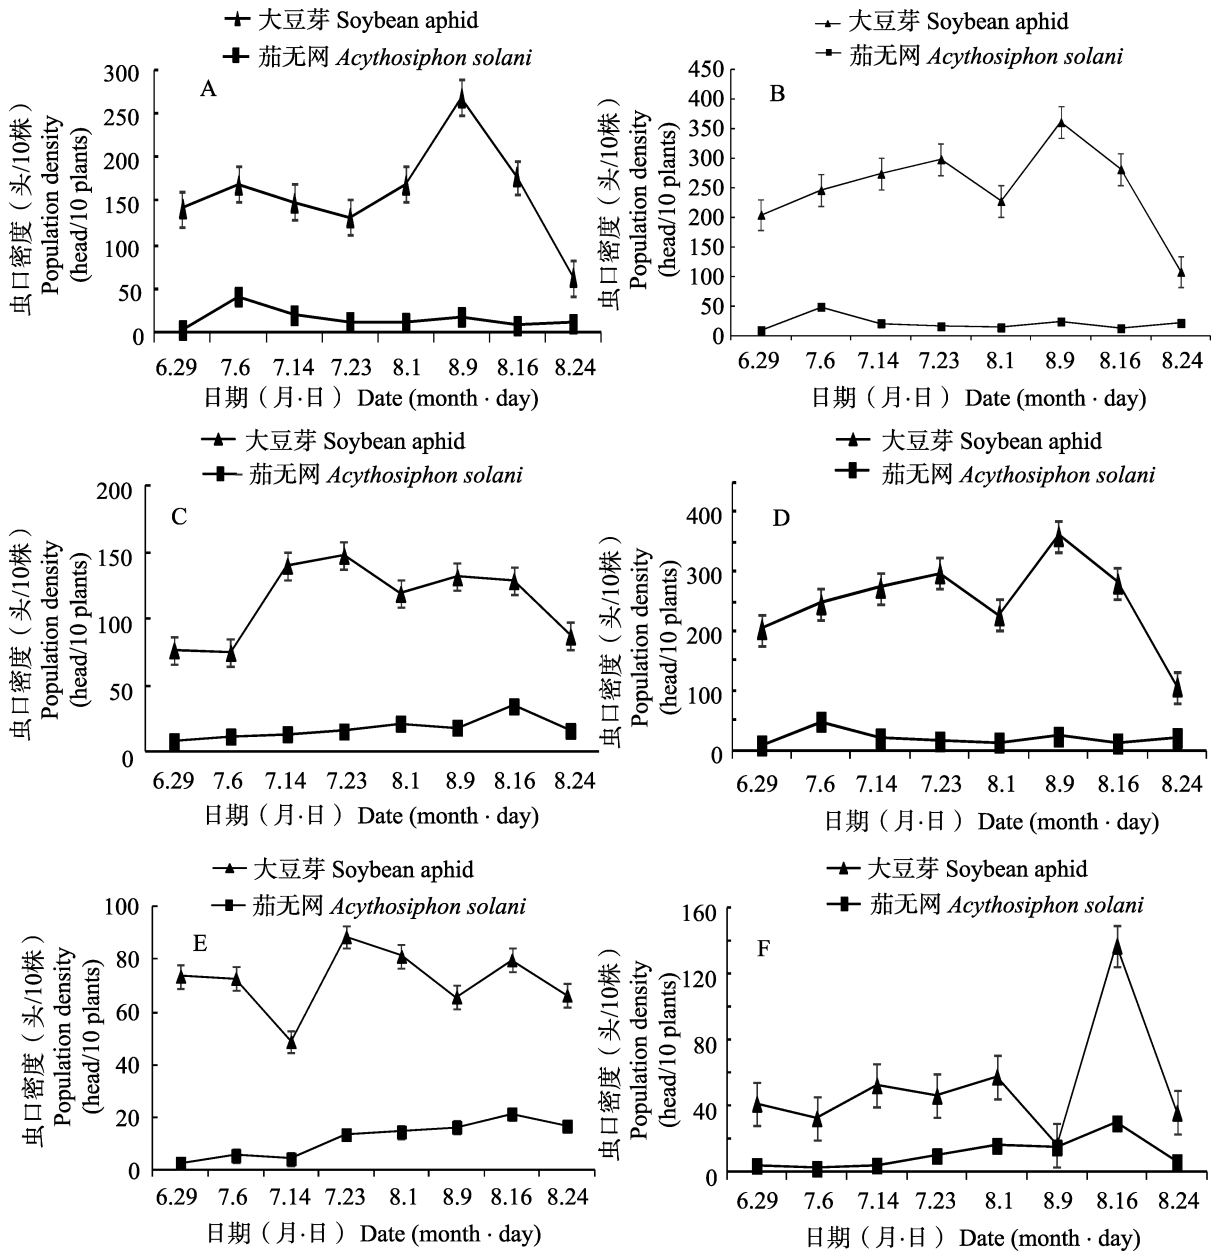 大豆芽 Soybean aphid
茄无网 Acythosiphon solani
A
300
250
200
150
100
50
0
虫口密度（头/10株）
Population density
(head/10 plants)
6.29 7.6 7.14 7.23 8.1 8.9 8.16 8.24
日期（月·日） Date (month · day)
大豆芽 Soybean aphid
茄无网 Acythosiphon solani
B
450
400
350
300
250
200
150
100
50
0
虫口密度（头/10株）
Population density
(head/10 plants)
6.29 7.6 7.14 7.23 8.1 8.9 8.16 8.24
日期（月·日） Date (month · day)
大豆芽 Soybean aphid
茄无网 Acythosiphon solani
C
200
150
100
50
0
虫口密度（头/10株）
Population density
(head/10 plants)
6.29 7.6 7.14 7.23 8.1 8.9 8.16 8.24
日期（月·日） Date (month · day)
大豆芽 Soybean aphid
茄无网 Acythosiphon solani
D
400
300
200
100
0
虫口密度（头/10株）
Population density
(head/10 plants)
6.29 7.6 7.14 7.23 8.1 8.9 8.16 8.24
日期（月·日） Date (month · day)
大豆芽 Soybean aphid
茄无网 Acythosiphon solani
E
100
80
60
40
20
0
虫口密度（头/10株）
Population density
(head/10 plants)
6.29 7.6 7.14 7.23 8.1 8.9 8.16 8.24
日期（月·日） Date (month · day)
大豆芽 Soybean aphid
茄无网 Acythosiphon solani
F
160
120
80
40
0
虫口密度（头/10株）
Population density
(head/10 plants)
6.29 7.6 7.14 7.23 8.1 8.9 8.16 8.24
日期（月·日） Date (month · day)